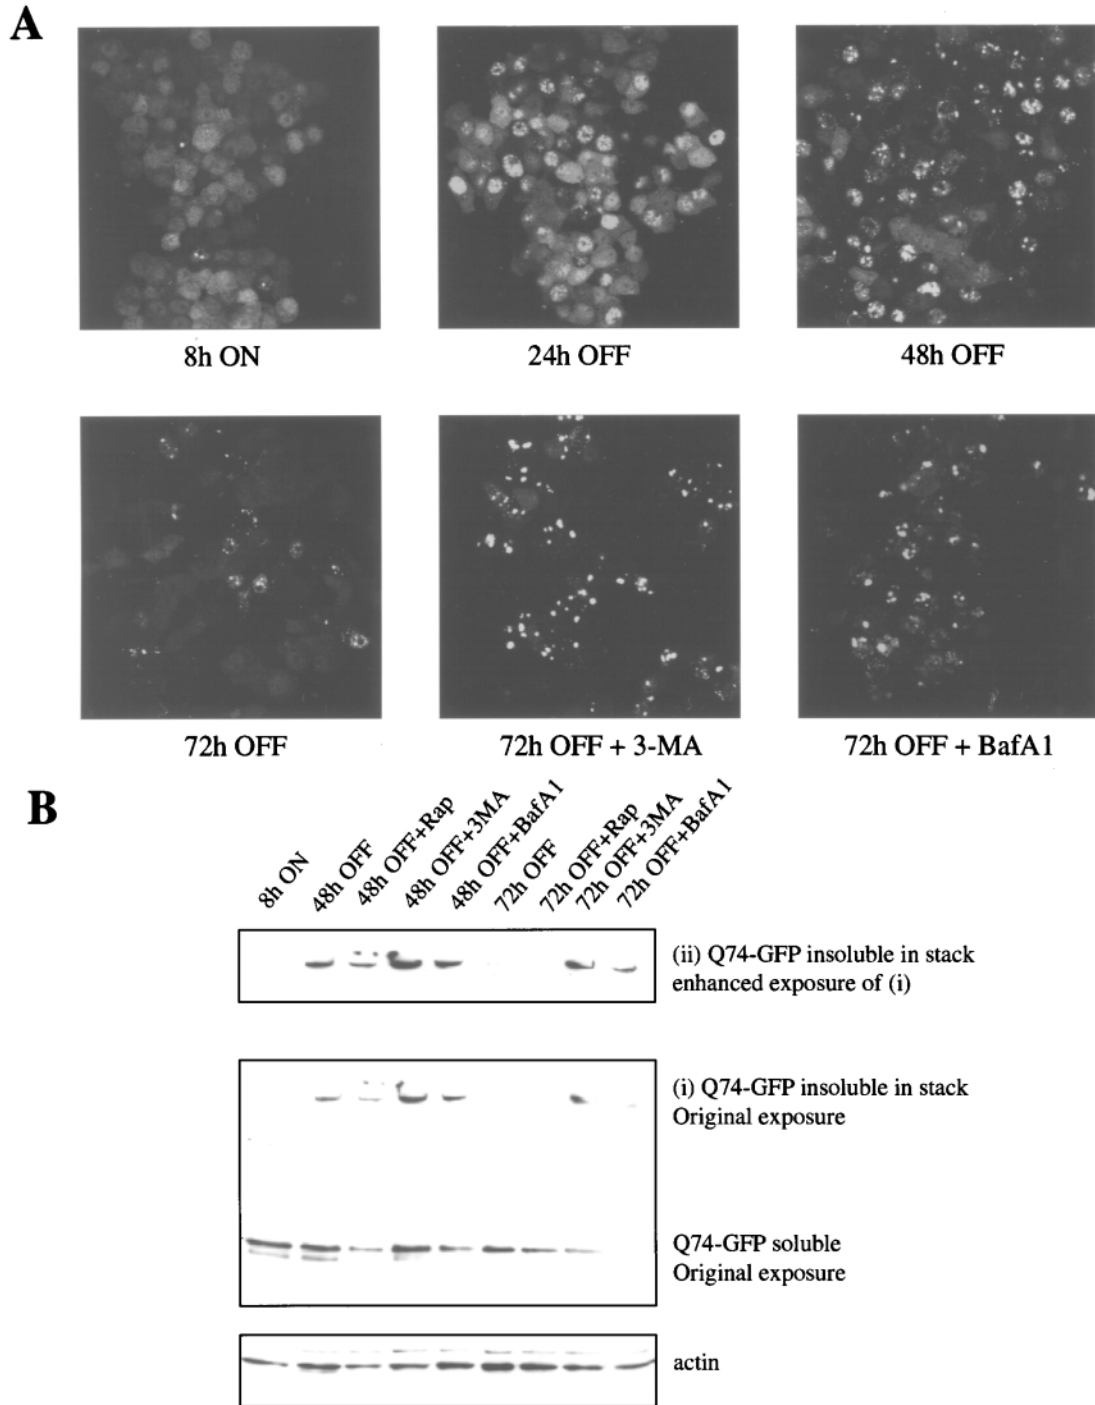 A
8h ON
24h OFF
48h OFF
72h OFF
72h OFF + 3-MA
72h OFF + BafA1
B
8h ON
48h OFF
48h OFF+Rap
48h OFF+3MA
48h OFF+BafA1
72h OFF
72h OFF+Rap
72h OFF+3MA
72h OFF+BafA1
(ii) Q74-GFP insoluble in stack
enhanced exposure of (i)
(i) Q74-GFP insoluble in stack
Original exposure
Q74-GFP soluble
Original exposure
actin